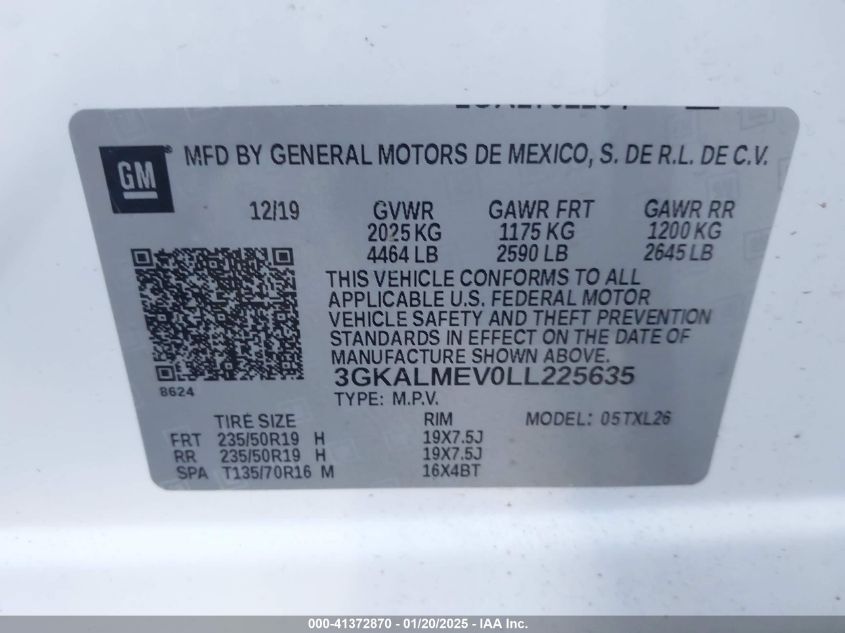 GM
MFD BY GENERAL MOTORS DE MEXICO, S. DE R.L. DE C.V.
12/19 GVWR GAWR FRT GAWR RR
2025 KG 1175 KG 1200 KG
4464 LB 2590 LB 2645 LB
THIS VEHICLE CONFORMS TO ALL
APPLICABLE U.S. FEDERAL MOTOR
VEHICLE SAFETY AND THEFT PREVENTION
STANDARDS IN EFFECT ON THE DATE OF
MANUFACTURE SHOWN ABOVE.
3GKALMEV0LL225635
8624
TYPE: M.P.V.
TIRE SIZE RIM MODEL: 05TXL26
FRT 235/50R19 H 19X7.5J
RR 235/50R19 H 19X7.5J
SPA T135/70R16 M 16X4BT
000-41372870 - 01/20/2025 - IAA Inc.